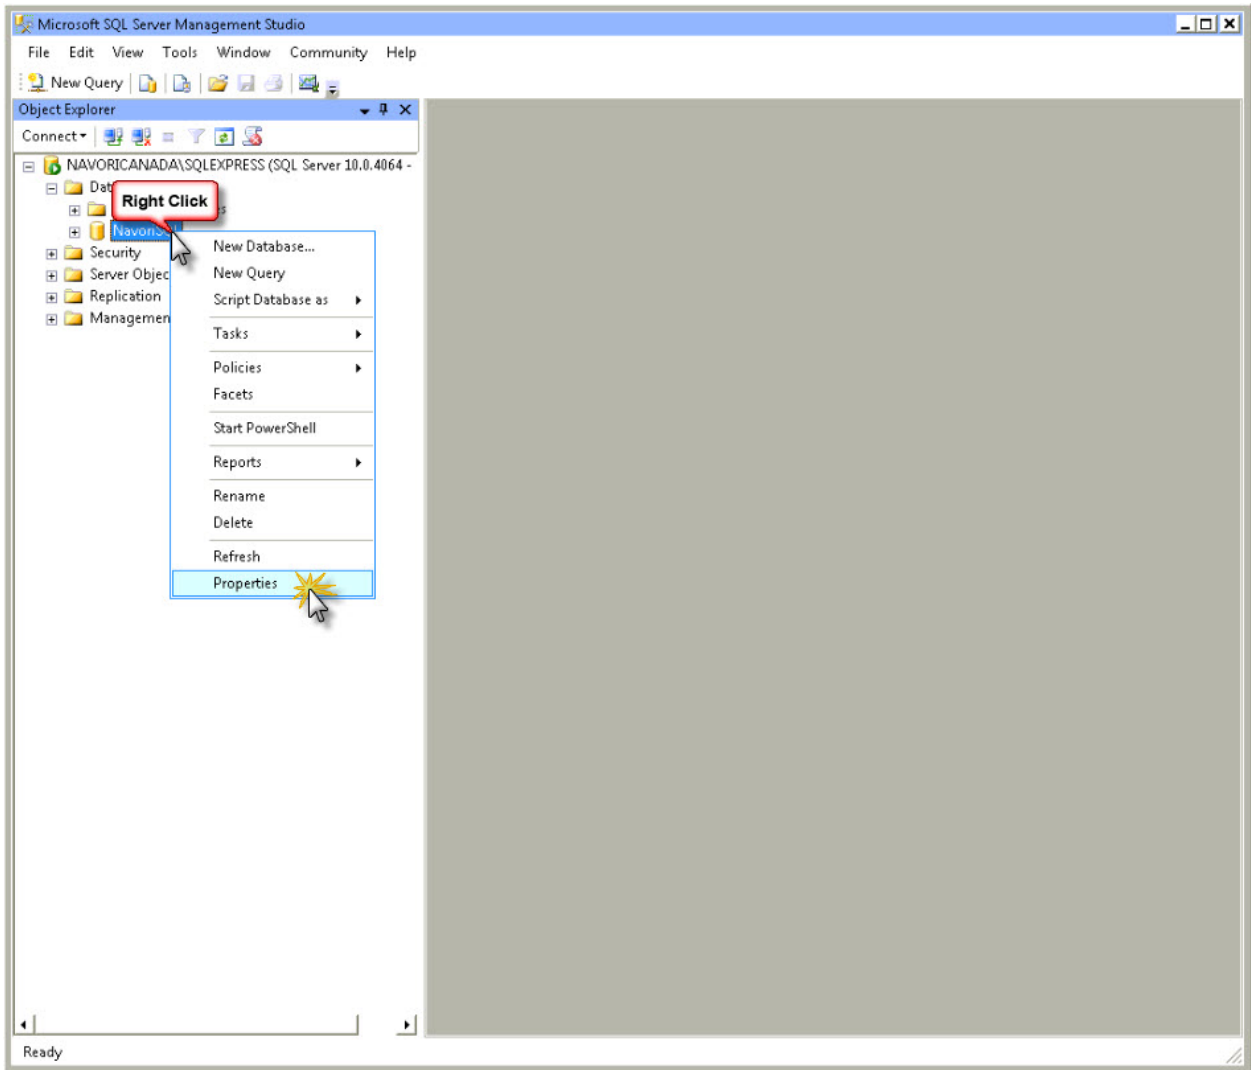 Microsoft SQL Server Management Studio
File Edit View Tools Window Community Help
New Query
Object Explorer
Connect
NAVORICANADA\SQLEXPRESS (SQL Server 10.0.4064 -
Right Click
Security
Server Objec
Replication
Managemen
New Database...
New Query
Script Database as
Tasks
Policies
Facets
Start PowerShell
Reports
Rename
Delete
Refresh
Properties
Ready